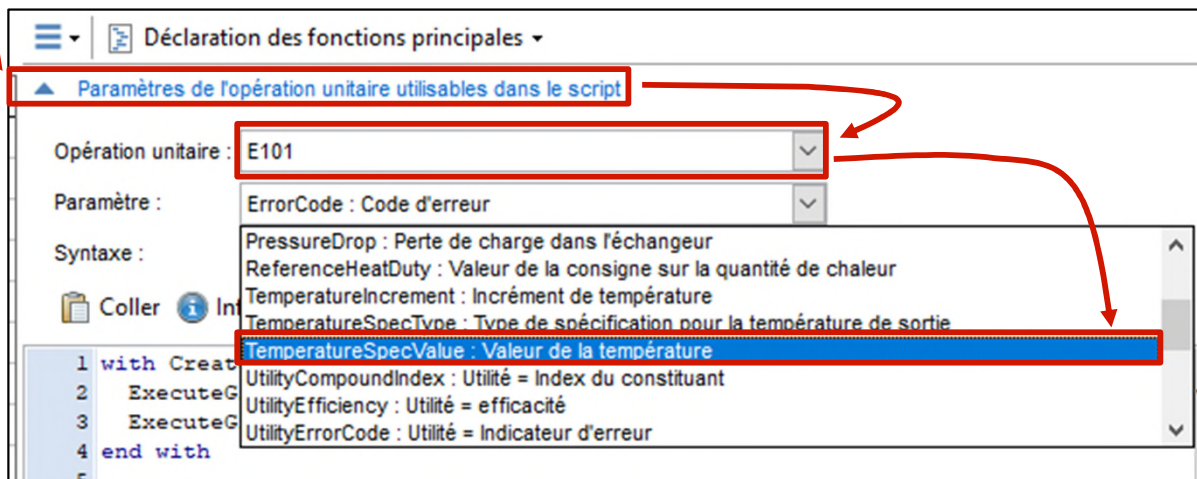 Déclaration des fonctions principales
Paramètres de l'opération unitaire utilisables dans le script
Opération unitaire : E101
Paramètre : ErrorCode : Code d'erreur
Syntaxe :
PressureDrop : Perte de charge dans l'échangeur
ReferenceHeatDuty : Valeur de la consigne sur la quantité de chaleur
TemperatureIncrement : Incrément de température
TemperatureSpecType : Type de spécification pour la température de sortie
TemperatureSpecValue : Valeur de la température
UtilityCompoundIndex : Utilité = Index du constituant
UtilityEfficiency : Utilité = efficacité
UtilityErrorCode : Utilité = Indicateur d'erreur
Coller
1 with Creat
2 ExecuteG
3 ExecuteG
4 end with